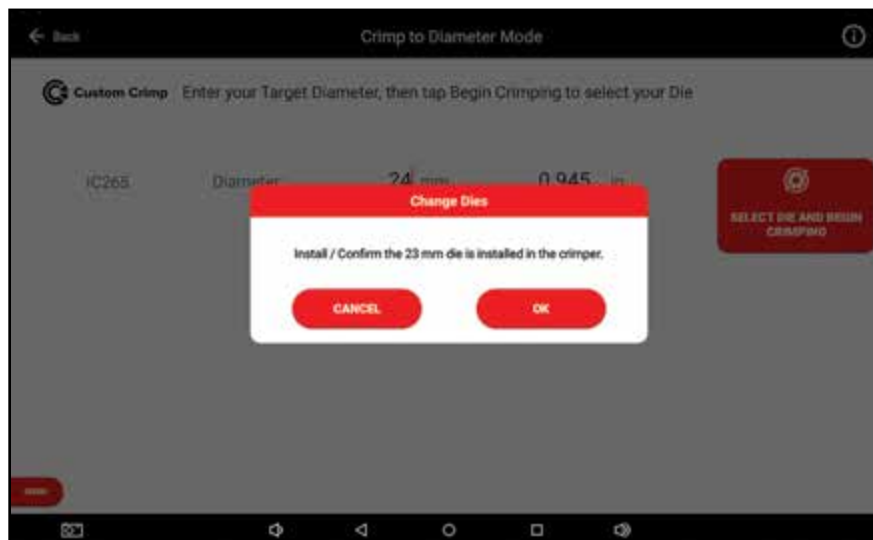 Back
Crimp to Diameter Mode
Custom Crimp
Enter your Target Diameter, then tap Begin Crimping to select your Die
IC265
Diameter
24 mm
0.945 in
SELECT DIE AND BEGIN
CRIMPING
Change Dies
Install / Confirm the 23 mm die is installed in the crimper.
CANCEL
OK